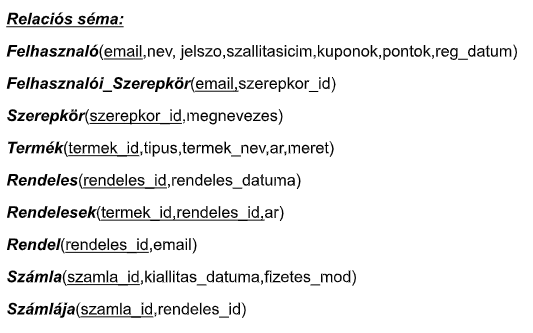 Relaciós séma:
Felhasználó(email,nev, jelszo,szallitasicim,kuponok,pontok,reg_datum)
Felhasználói_Szerepkör(email,szerepkor_id)
Szerepkör(szerepkor_id,megnevezes)
Termék(termek_id,tipus,termek_nev,ar,meret)
Rendeles(rendeles_id,rendeles_datuma)
Rendelesek(termek_id,rendeles_id,ar)
Rendel(rendeles_id,email)
Számla(szamla_id,kiallitas_datuma,fizetes_mod)
Számlája(szamla_id,rendeles_id)